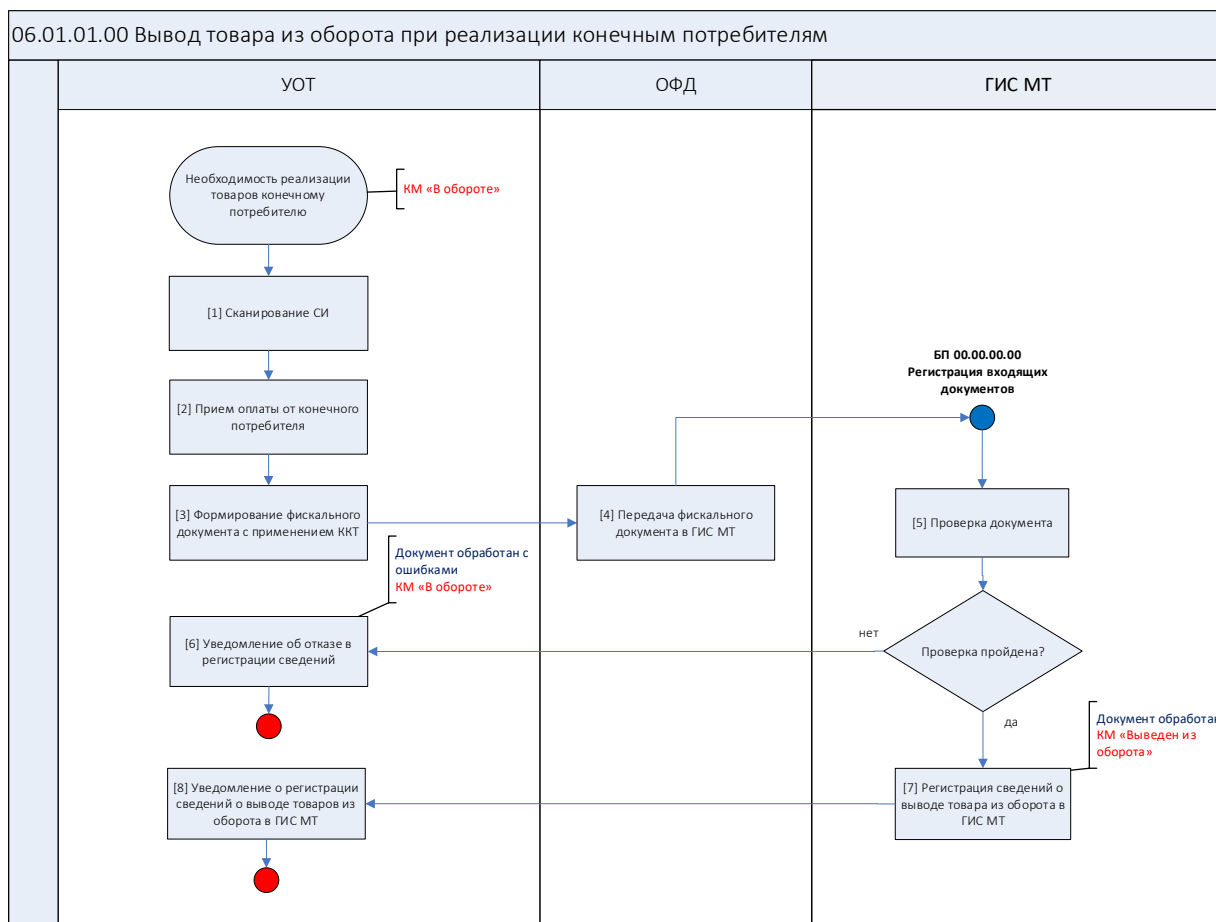 06.01.01.00 Вывод товара из оборота при реализации конечным потребителям
УОТ
ОФД
ГИС МТ
Необходимость реализации
товаров конечному
потребителю
КМ «В обороте»
[1] Сканирование СИ
[2] Прием оплаты от конечного
потребителя
БП 00.00.00.00
Регистрация входящих
документов
[3] Формирование фискального
документа с применением ККТ
[4] Передача фискального
документа в ГИС МТ
[5] Проверка документа
Документ обработан с
ошибками
КМ «В обороте»
[6] Уведомление об отказе в
регистрации сведений
нет
Проверка пройдена?
да
Документ обработан
КМ «Выведен из
оборота»
[8] Уведомление о регистрации
сведений о выводе товаров из
оборота в ГИС МТ
[7] Регистрация сведений о
выводе товара из оборота в
ГИС МТ